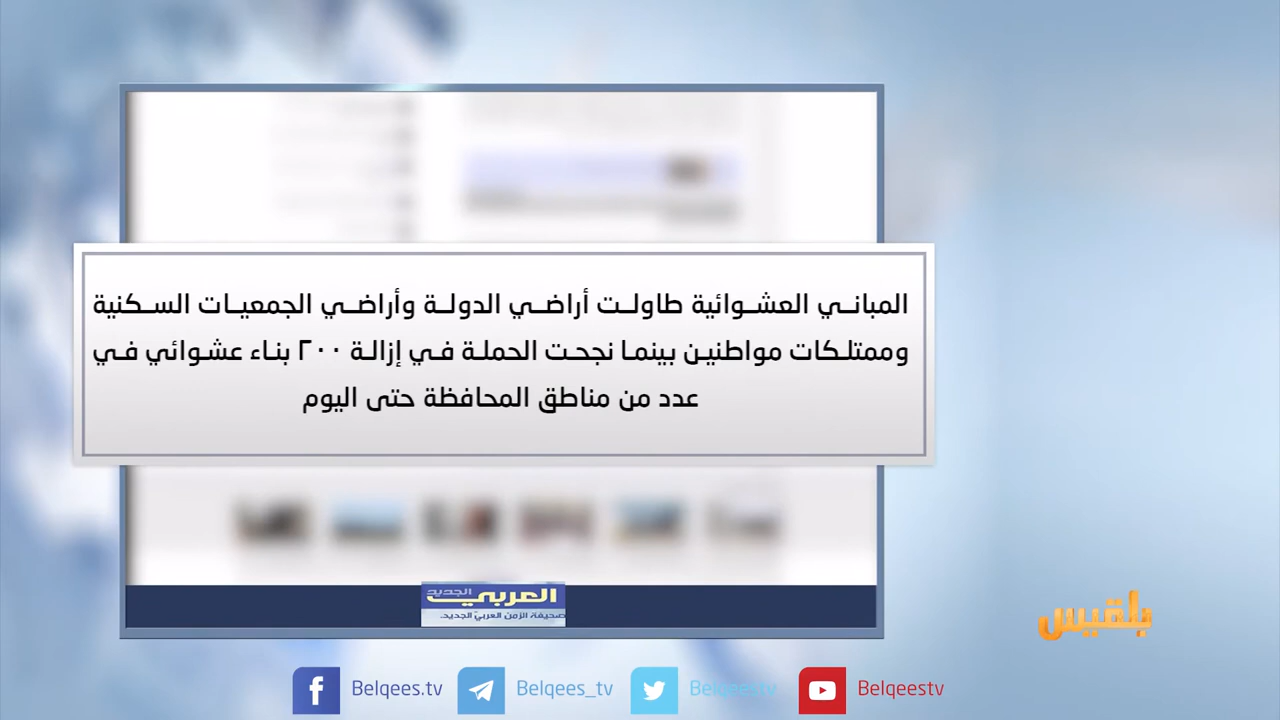 المباني العشوائية طاولت أراضي الدولة وأراضي الجمعيات السكنية
وممتلكات مواطنين بينما نجحت الحملة في إزالة ٢٠٠ بناء عشوائي في
عدد من مناطق المحافظة حتى اليوم
العربي الجديد
صحيفة الزمن العربيّ الجديد.
بلقيس
Belqees.tv
Belqees_tv
Belqeestv
Belqeestv